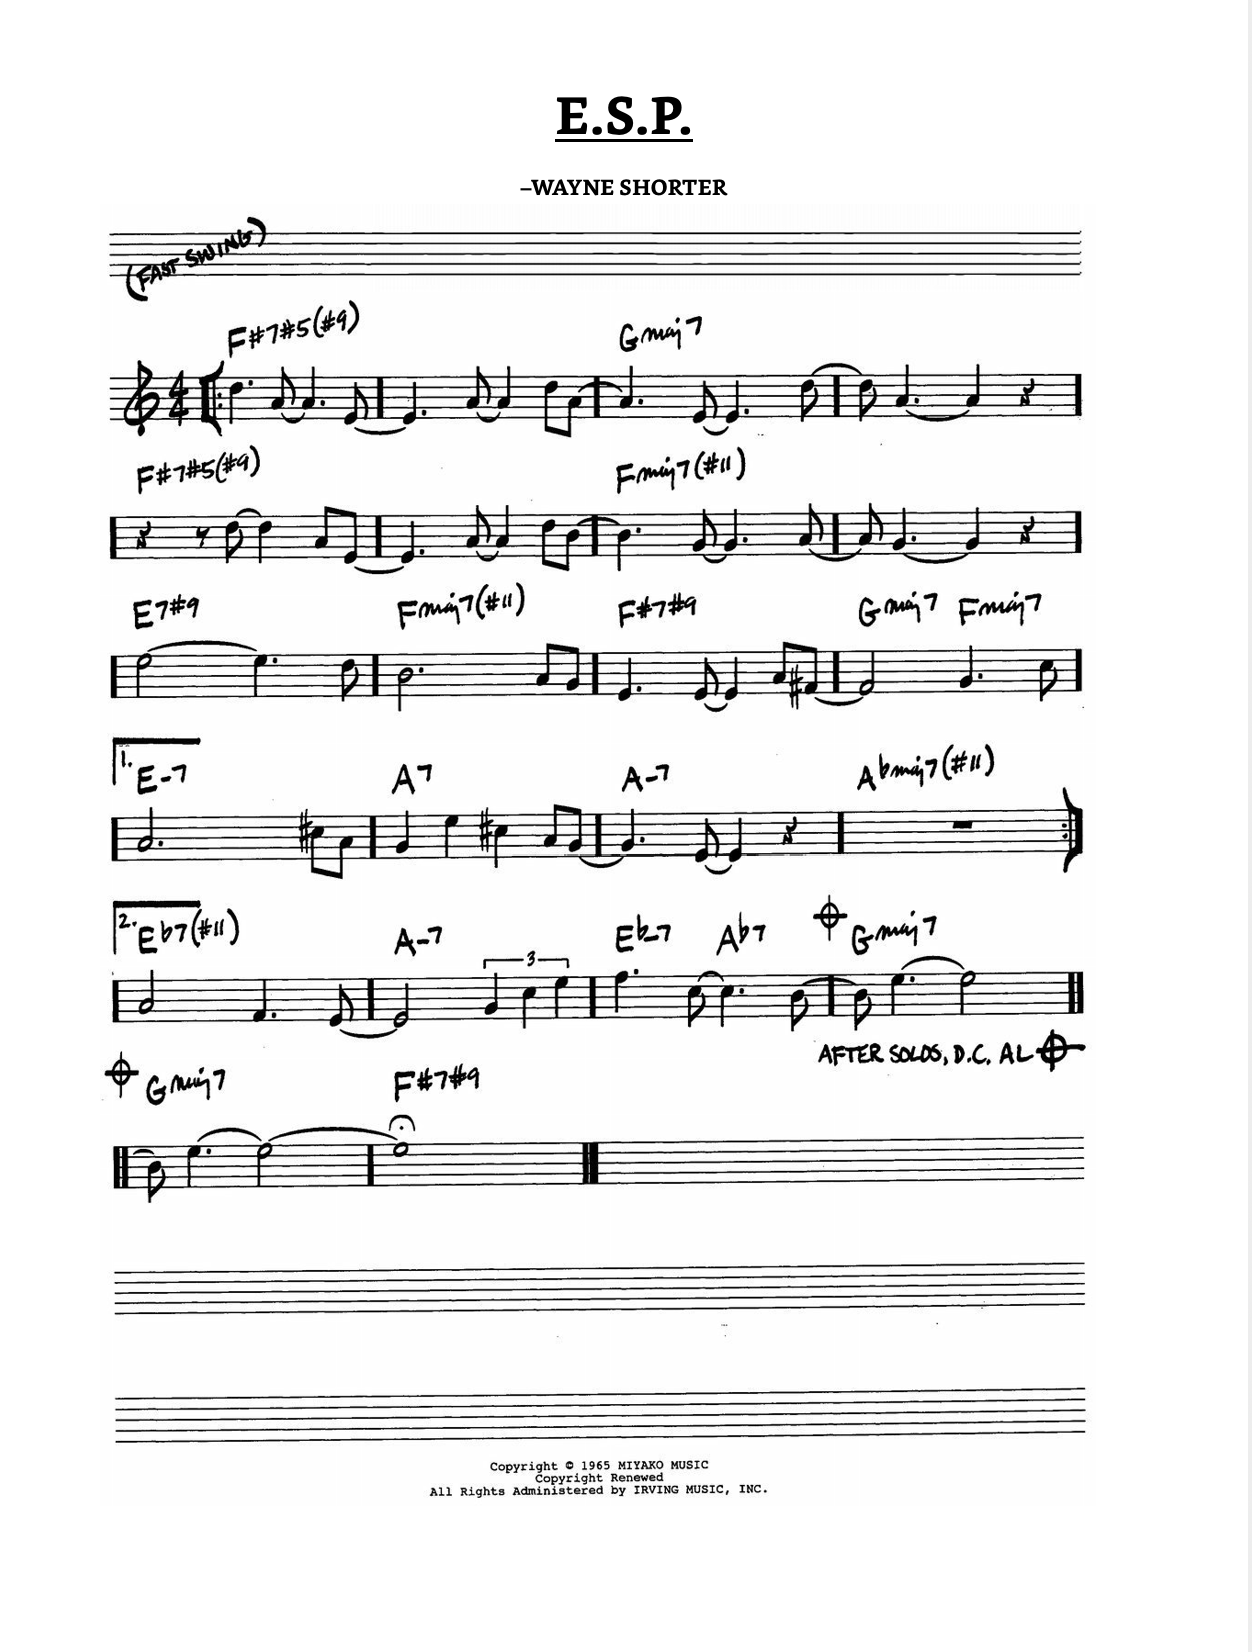 E.S.P.
–WAYNE SHORTER
(FAST SWING)
F#7#5(#9) Gmaj7
4
4
F#7#5(#9) Fmaj7(#11)
E7#9 Fmaj7(#11) F#7#9 Gmaj7 Fmaj7
1. E-7 A7 A-7 Abmaj7(#11)
2. Eb7(#11) A-7 3 Eb-7 Ab7 Gmaj7
AFTER SOLOS, D.C. AL
Gmaj7 F#7#9
Copyright © 1965 MIYAKO MUSIC
Copyright Renewed
All Rights Administered by IRVING MUSIC, INC.